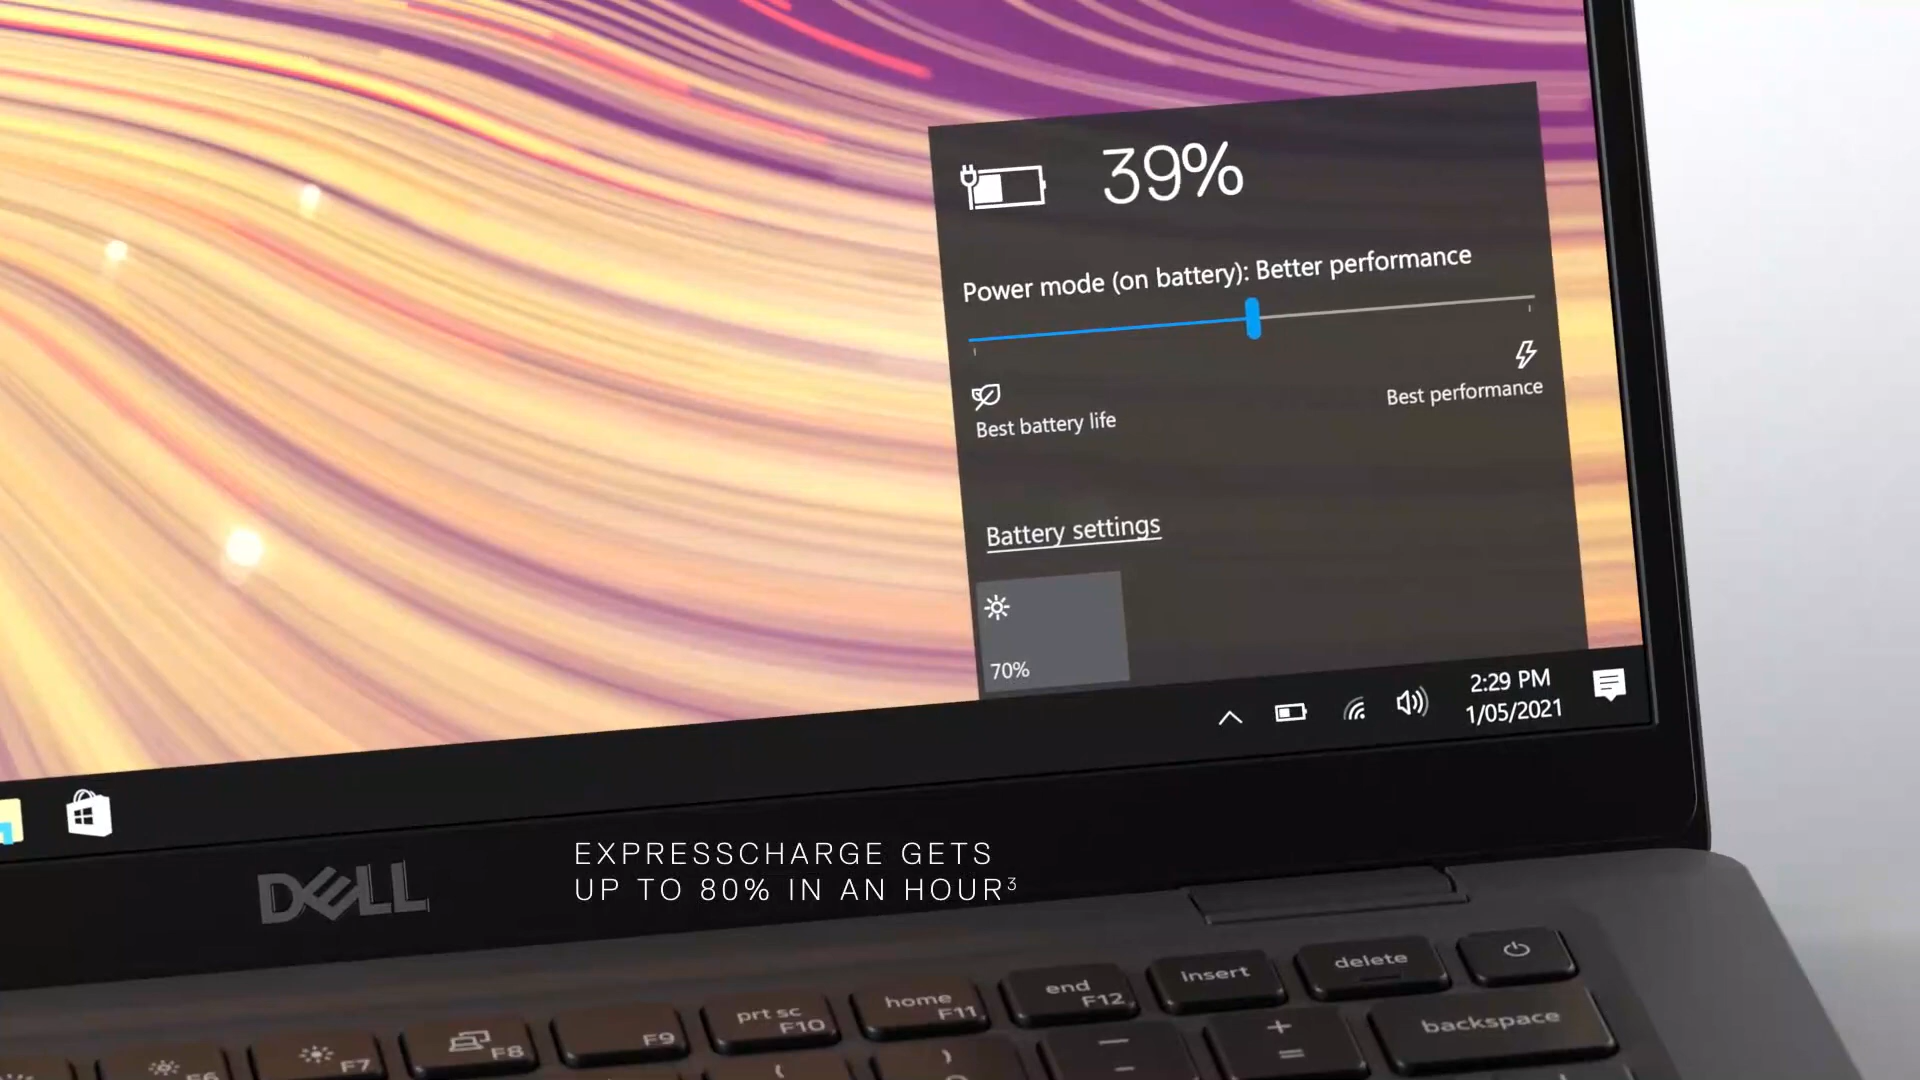 39%
Power mode (on battery): Better performance
Best battery life
Best performance
Battery settings
70%
2:29 PM
1/05/2021
DELL
EXPRESSCHARGE GETS
UP TO 80% IN AN HOUR³
F6
F7
F8
F9
prt sc
F10
home
F11
end
F12
insert
delete
backspace
+
=
—
-
)
(